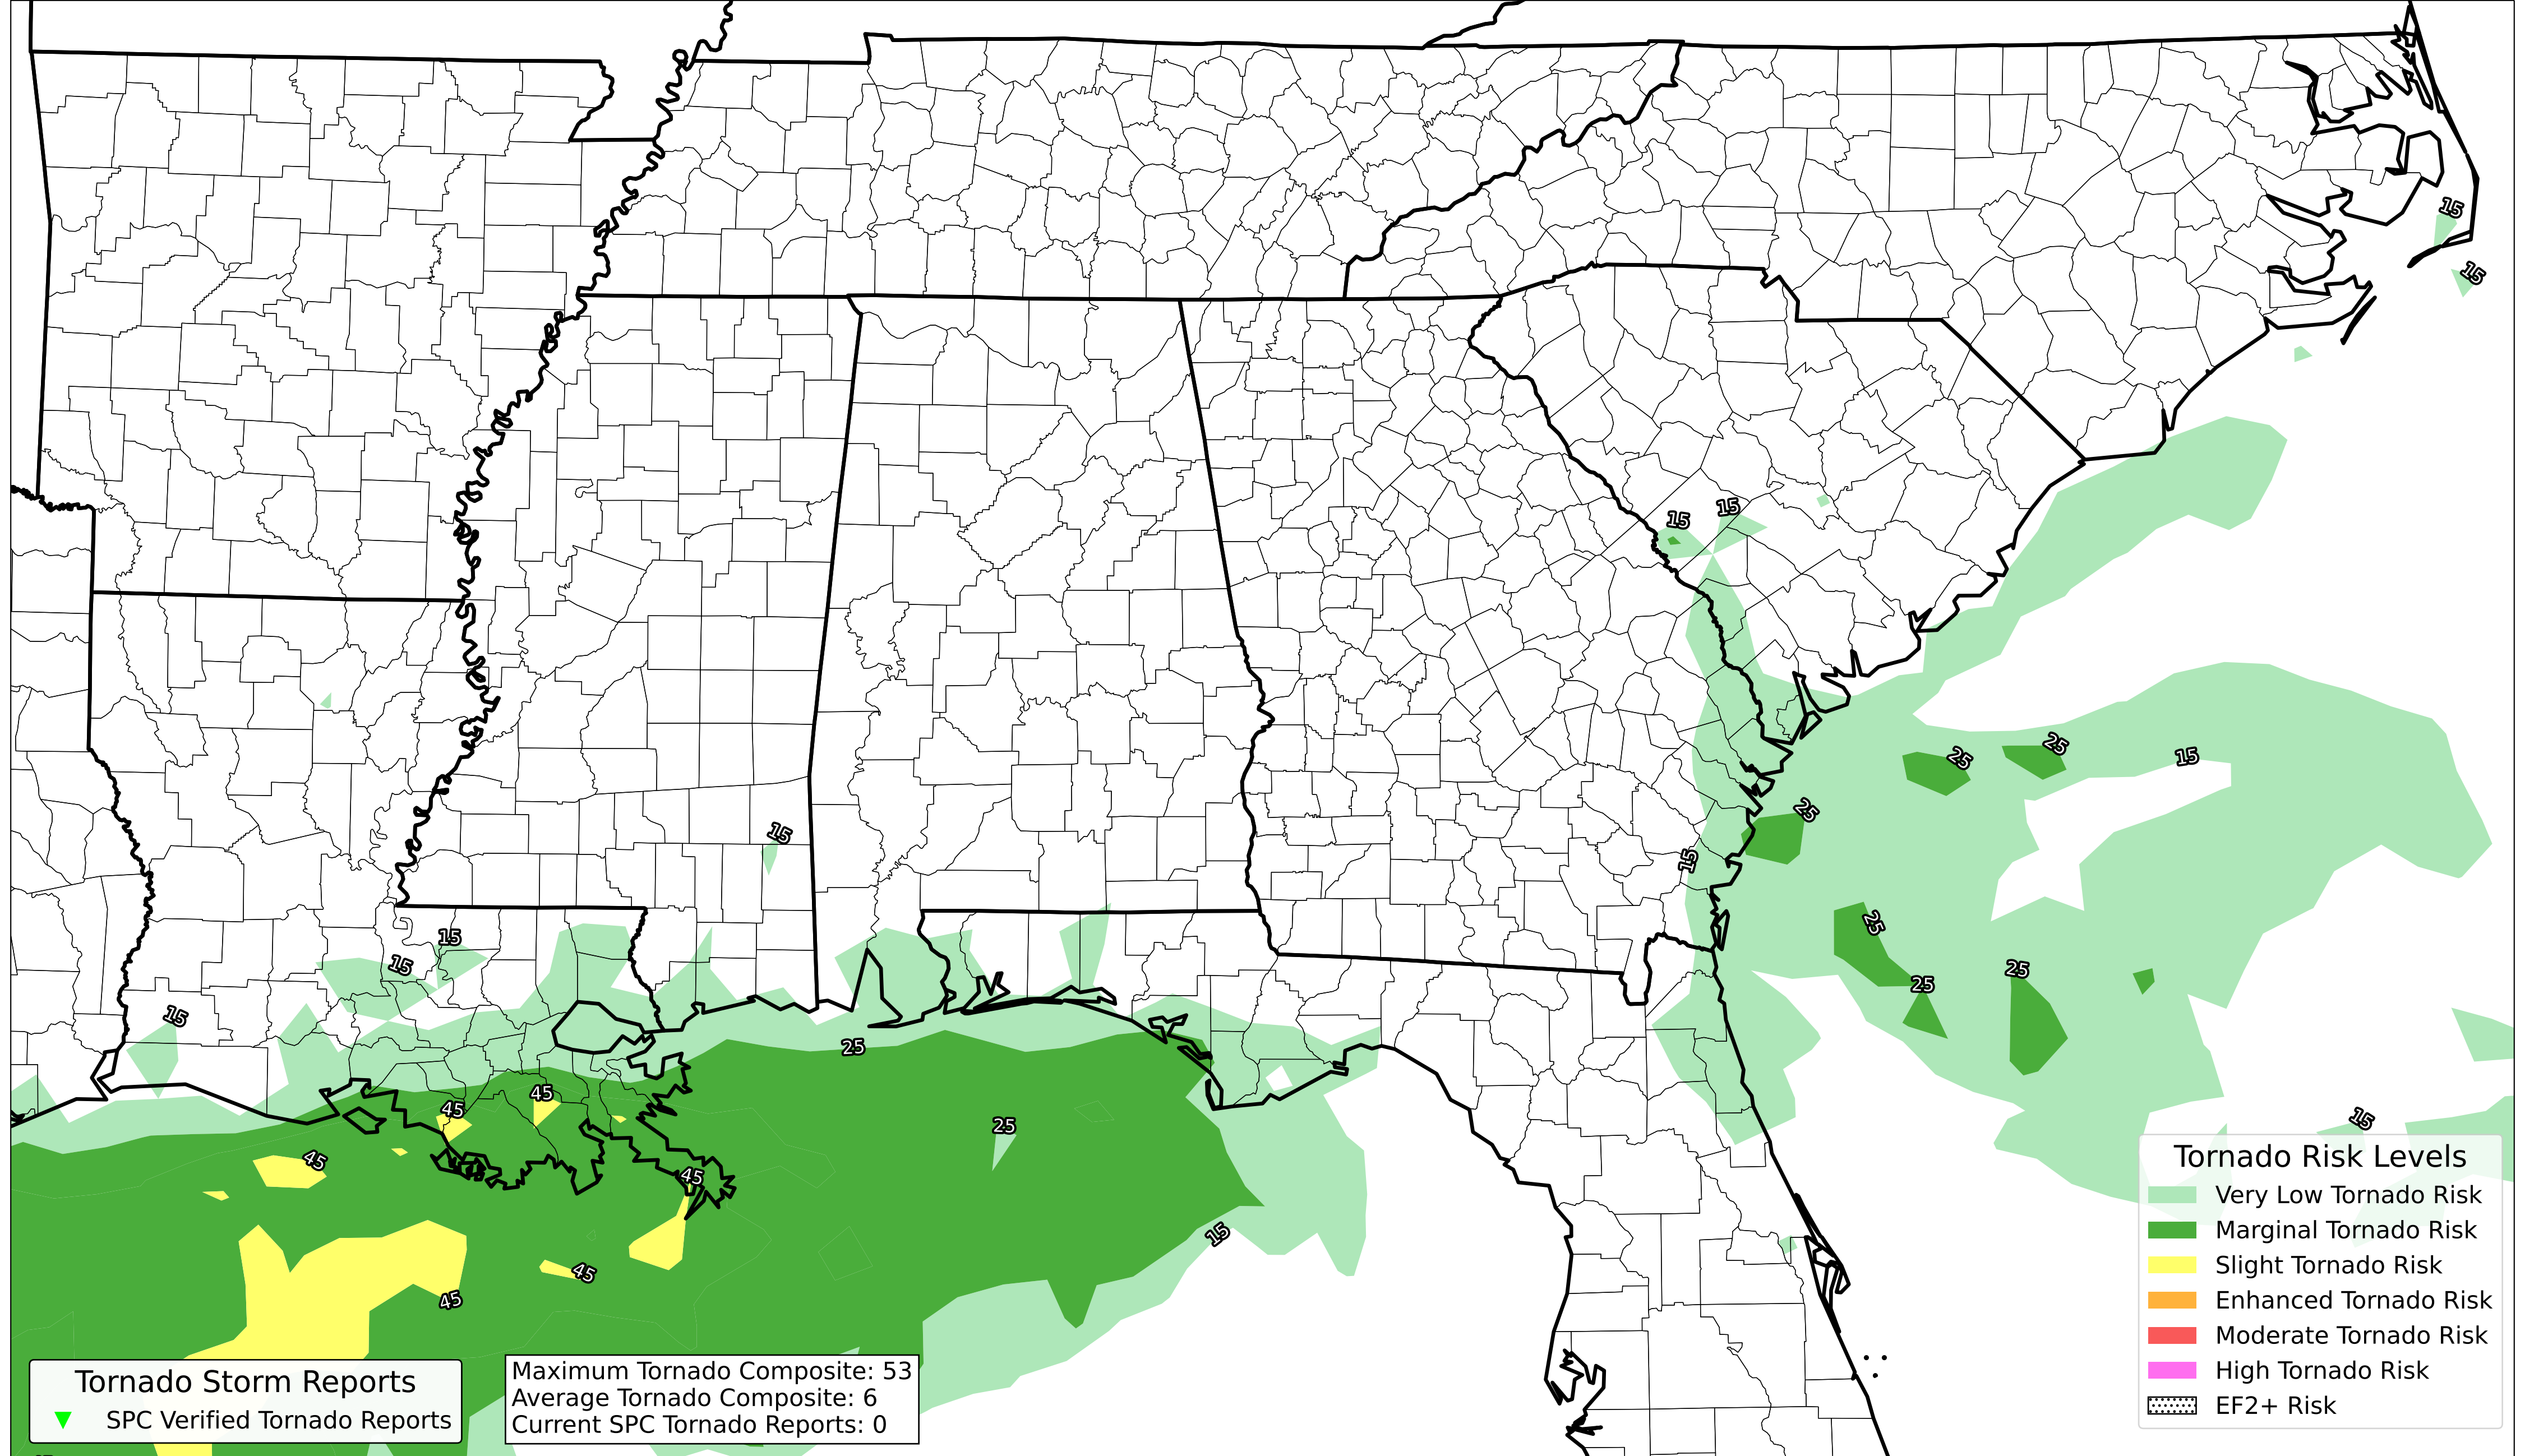 15
15
15
15
25
25
15
25
15
15
15
15
25
25
25
25
45
45
25
15
45
45
15
45
45
Tornado Risk Levels
Very Low Tornado Risk
Marginal Tornado Risk
Slight Tornado Risk
Enhanced Tornado Risk
Moderate Tornado Risk
High Tornado Risk
EF2+ Risk
Tornado Storm Reports
SPC Verified Tornado Reports
Maximum Tornado Composite: 53
Average Tornado Composite: 6
Current SPC Tornado Reports: 0